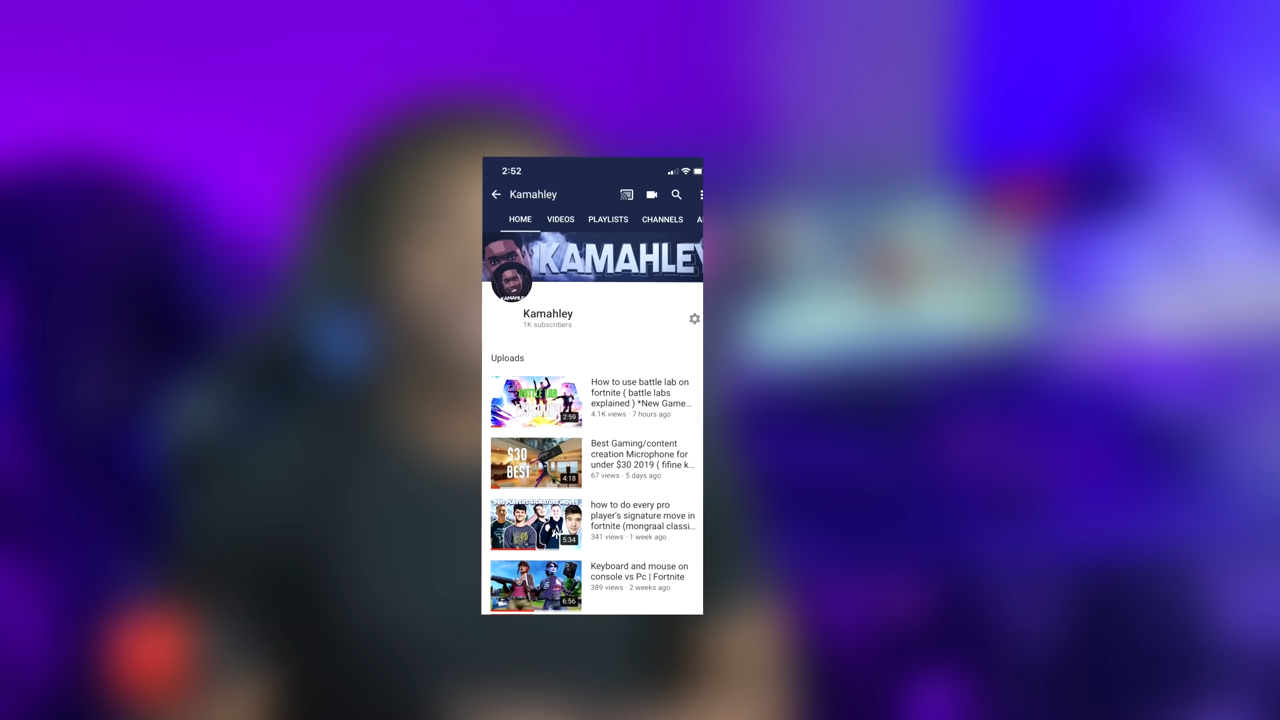 2:52
Kamahley
HOME VIDEOS PLAYLISTS CHANNELS
KAMAHLEY
KAMAHLEY
Kamahley
1K subscribers
Uploads
How to use battle lab on
fortnite ( battle labs
explained ) *New Game...
4.1K views · 7 hours ago
BATTLE LAB
2:59
Best Gaming/content
creation Microphone for
under $30 2019 ( fifine k...
67 views · 5 days ago
$30
BEST
4:18
how to do every pro
player's signature move in
fortnite (mongraal classi...
341 views · 1 week ago
5:34
Keyboard and mouse on
console vs Pc | Fortnite
389 views · 2 weeks ago
6:56